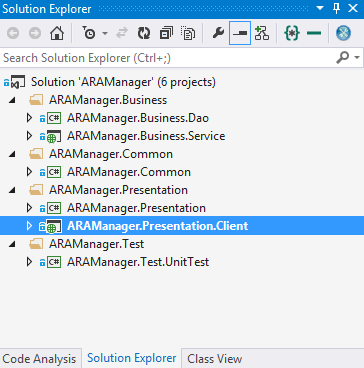 Solution Explorer
Search Solution Explorer (Ctrl+;)
Solution 'ARAManager' (6 projects)
ARAManager.Business
C# ARAManager.Business.Dao
ARAManager.Business.Service
ARAManager.Common
C# ARAManager.Common
ARAManager.Presentation
C# ARAManager.Presentation
ARAManager.Presentation.Client
ARAManager.Test
C# ARAManager.Test.UnitTest
Code Analysis Solution Explorer Class View